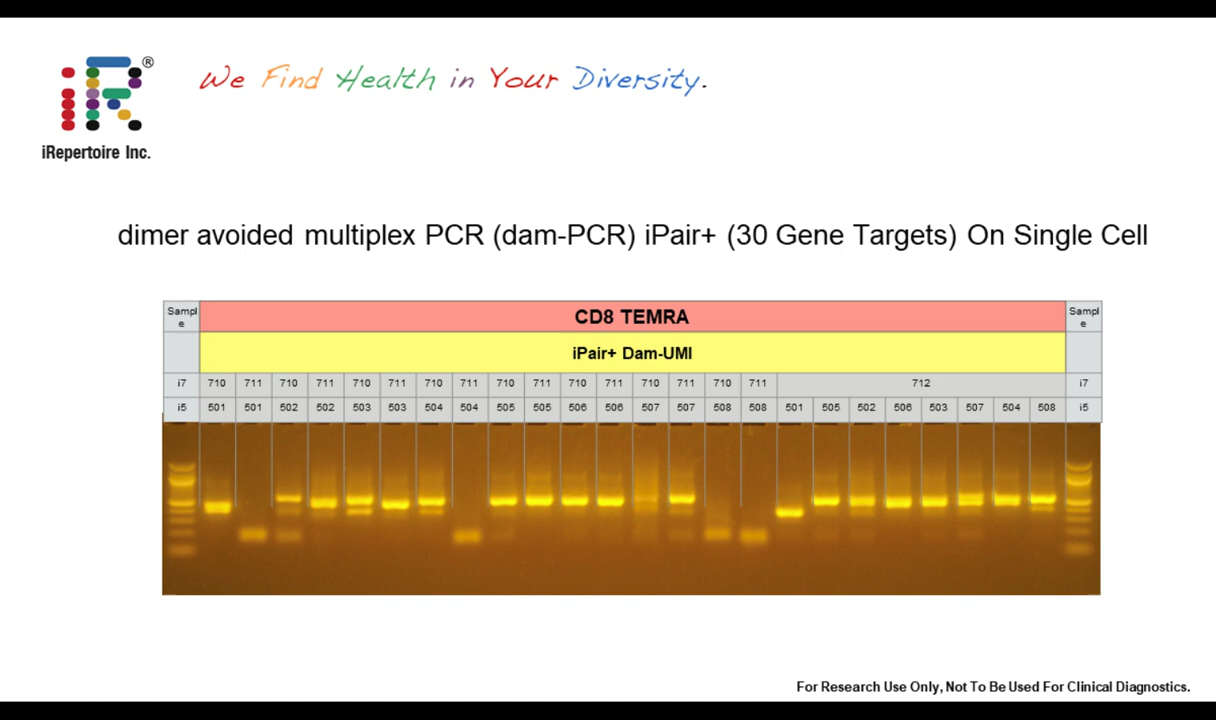 ®
We Find Health in Your Diversity.
iRepertoire Inc.
dimer avoided multiplex PCR (dam-PCR) iPair+ (30 Gene Targets) On Single Cell
Sampl e CD8 TEMRA Sampl e
iPair+ Dam-UMI
i7 710 711 710 711 710 711 710 711 710 711 710 711 710 711 710 711 712 i7
i5 501 501 502 502 503 503 504 504 505 505 506 506 507 507 508 508 501 505 502 506 503 507 504 508 i5
For Research Use Only, Not To Be Used For Clinical Diagnostics.